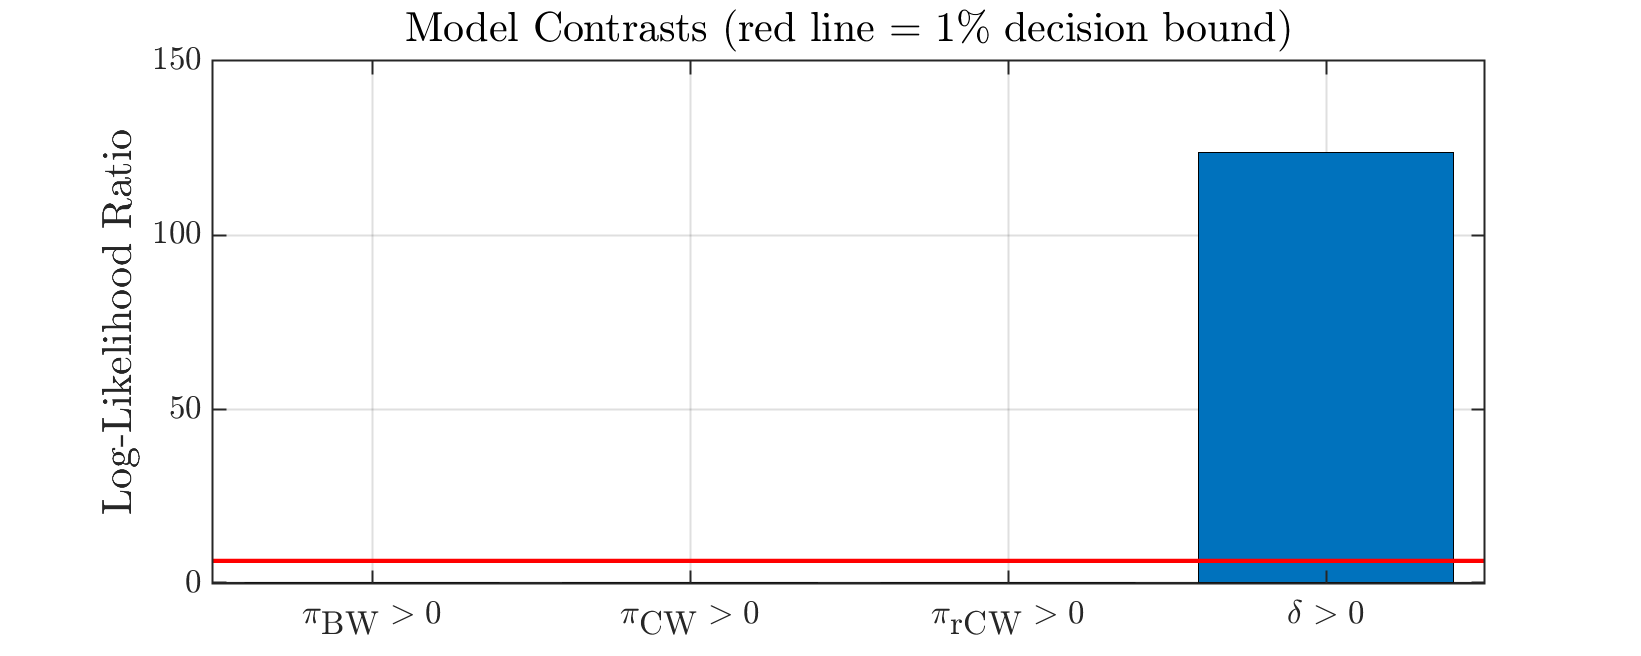 Model Contrasts (red line = 1% decision bound)
Log-Likelihood Ratio
150
100
50
0
π_BW > 0
π_CW > 0
π_rCW > 0
δ > 0